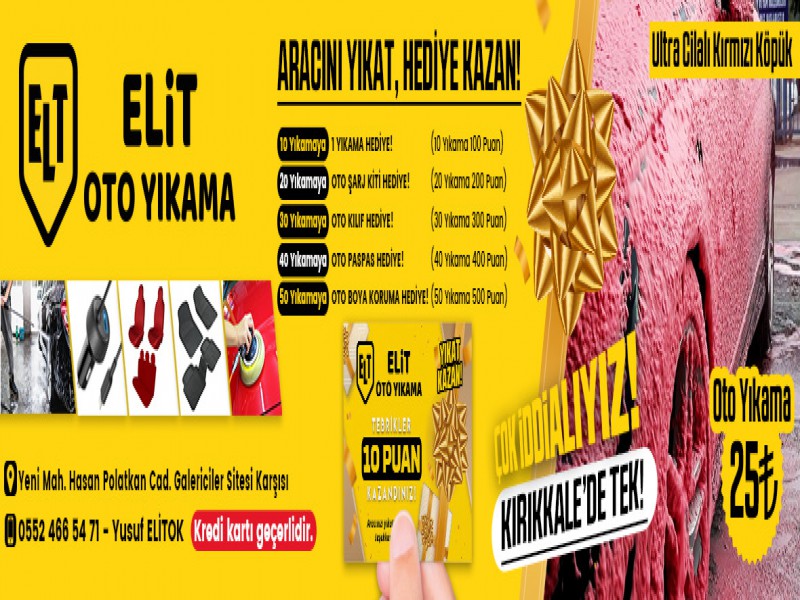 ELT
ELiT
OTO YIKAMA
ARACINI YIKAT, HEDİYE KAZAN!
10 Yıkamaya 1 YIKAMA HEDİYE! (10 Yıkama 100 Puan)
20 Yıkamaya OTO ŞARJ KİTİ HEDİYE! (20 Yıkama 200 Puan)
30 Yıkamaya OTO KILIF HEDİYE! (30 Yıkama 300 Puan)
40 Yıkamaya OTO PASPAS HEDİYE! (40 Yıkama 400 Puan)
50 Yıkamaya OTO BOYA KORUMA HEDİYE! (50 Yıkama 500 Puan)
Ultra Cilalı Kırmızı Köpük
ELT
ELiT
OTO YIKAMA
YIKAT
KAZAN!
TEBRİKLER
10 PUAN
KAZANDINIZ!
ÇOK İDDİALIYIZ!
KIRIKKALE'DE TEK!
Oto Yıkama
25₺
Yeni Mah. Hasan Polatkan Cad. Galericiler Sitesi Karşısı
0552 466 54 71 - Yusuf ELİTOK Kredi kartı geçerlidir.